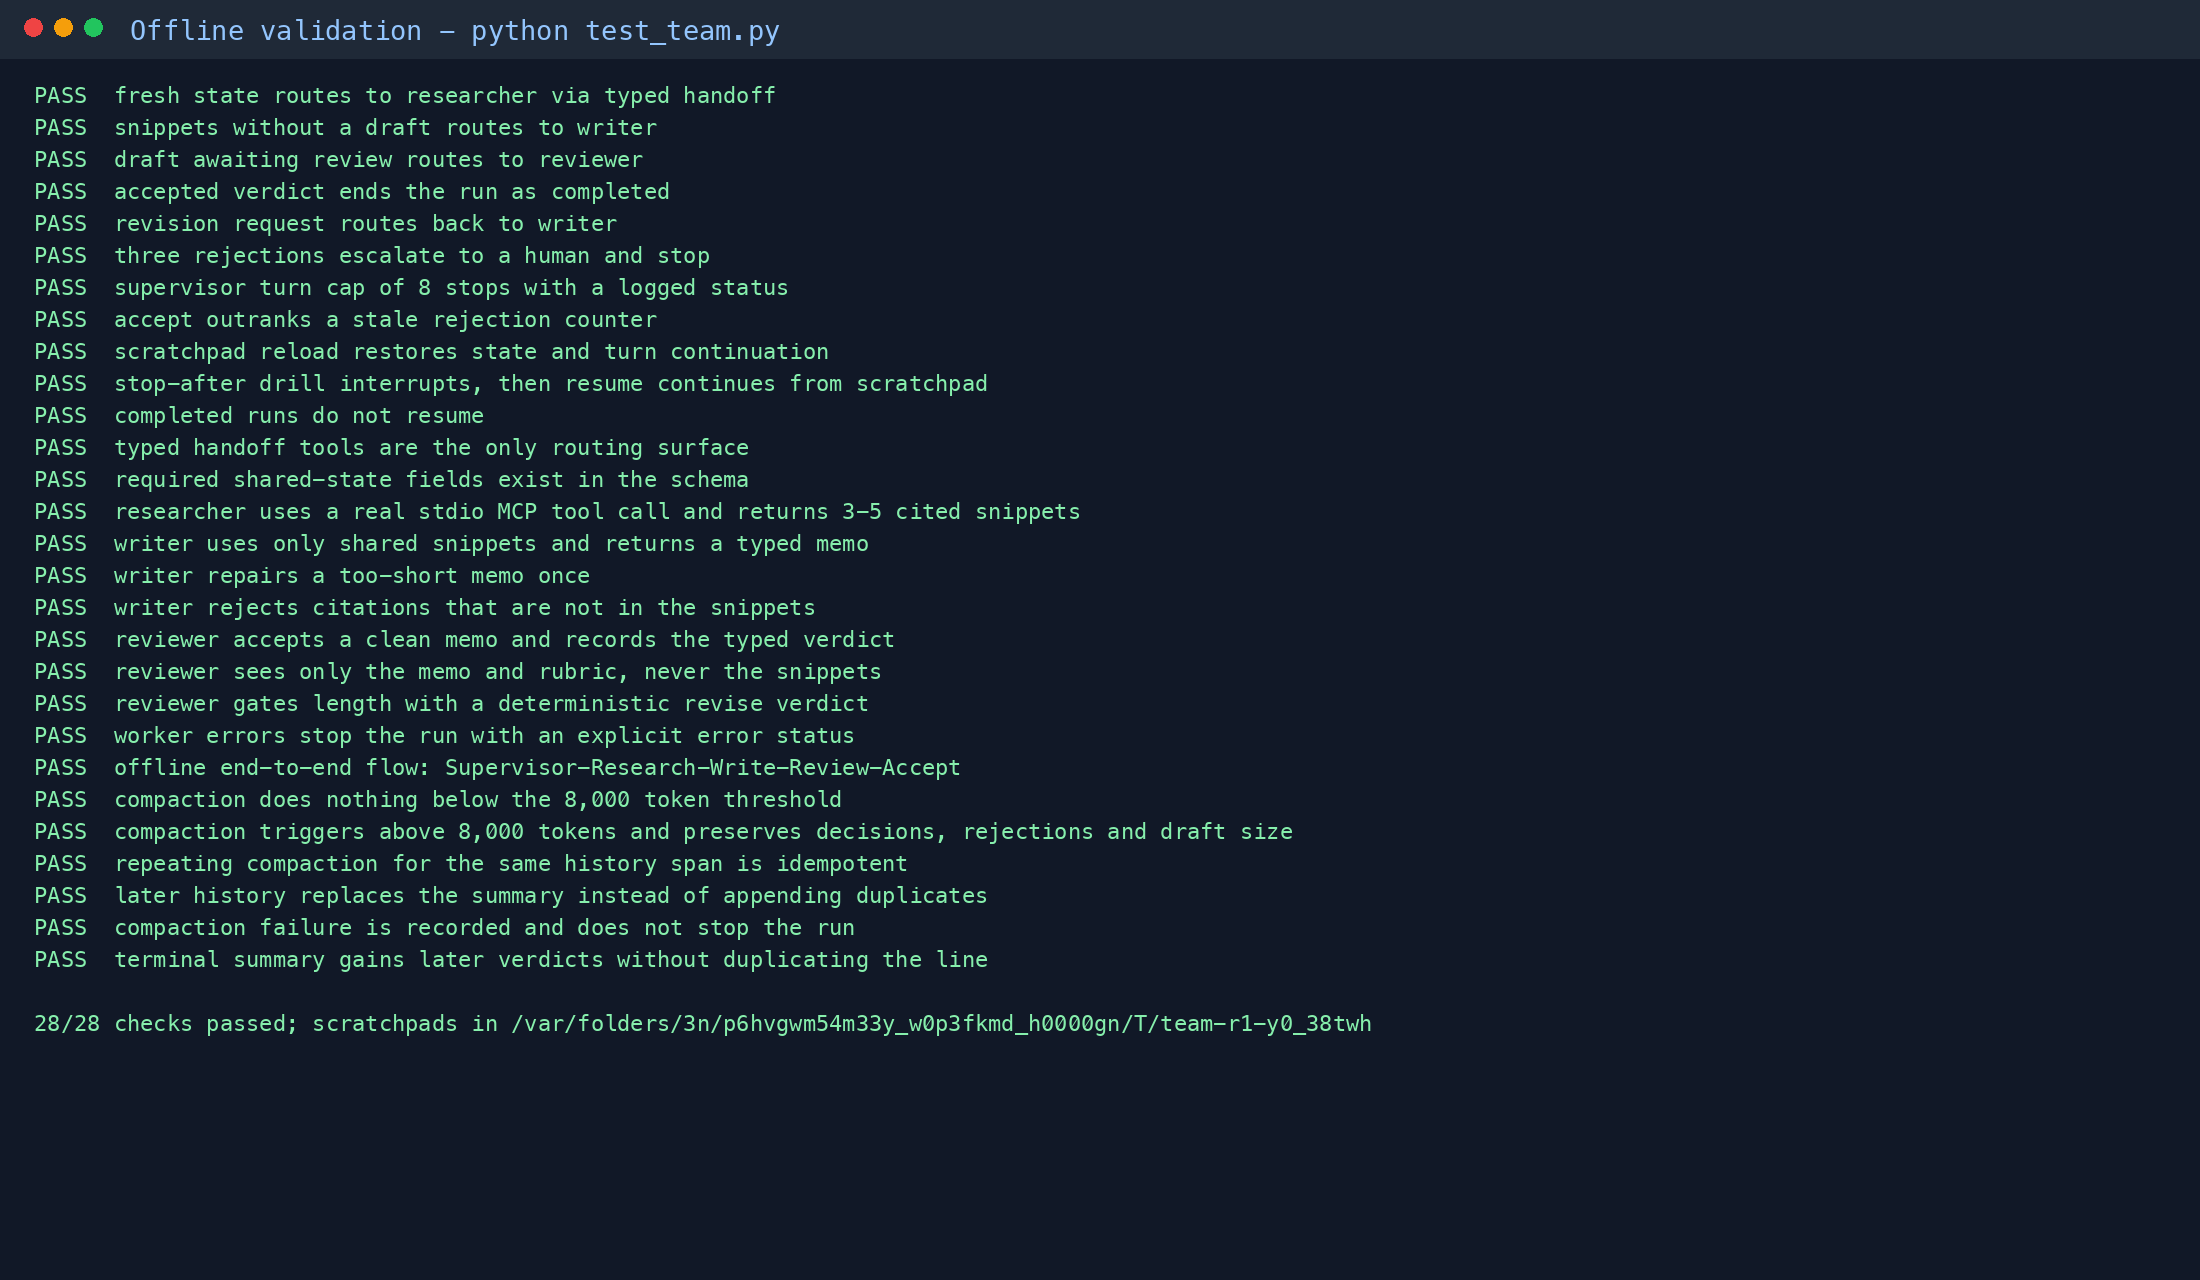 Offline validation — python test_team.py
PASS  fresh state routes to researcher via typed handoff
PASS  snippets without a draft routes to writer
PASS  draft awaiting review routes to reviewer
PASS  accepted verdict ends the run as completed
PASS  revision request routes back to writer
PASS  three rejections escalate to a human and stop
PASS  supervisor turn cap of 8 stops with a logged status
PASS  accept outranks a stale rejection counter
PASS  scratchpad reload restores state and turn continuation
PASS  stop-after drill interrupts, then resume continues from scratchpad
PASS  completed runs do not resume
PASS  typed handoff tools are the only routing surface
PASS  required shared-state fields exist in the schema
PASS  researcher uses a real stdio MCP tool call and returns 3-5 cited snippets
PASS  writer uses only shared snippets and returns a typed memo
PASS  writer repairs a too-short memo once
PASS  writer rejects citations that are not in the snippets
PASS  reviewer accepts a clean memo and records the typed verdict
PASS  reviewer sees only the memo and rubric, never the snippets
PASS  reviewer gates length with a deterministic revise verdict
PASS  worker errors stop the run with an explicit error status
PASS  offline end-to-end flow: Supervisor-Research-Write-Review-Accept
PASS  compaction does nothing below the 8,000 token threshold
PASS  compaction triggers above 8,000 tokens and preserves decisions, rejections and draft size
PASS  repeating compaction for the same history span is idempotent
PASS  later history replaces the summary instead of appending duplicates
PASS  compaction failure is recorded and does not stop the run
PASS  terminal summary gains later verdicts without duplicating the line
28/28 checks passed; scratchpads in /var/folders/3n/p6hvgwm54m33y_w0p3fkmd_h0000gn/T/team-r1-y0_38twh